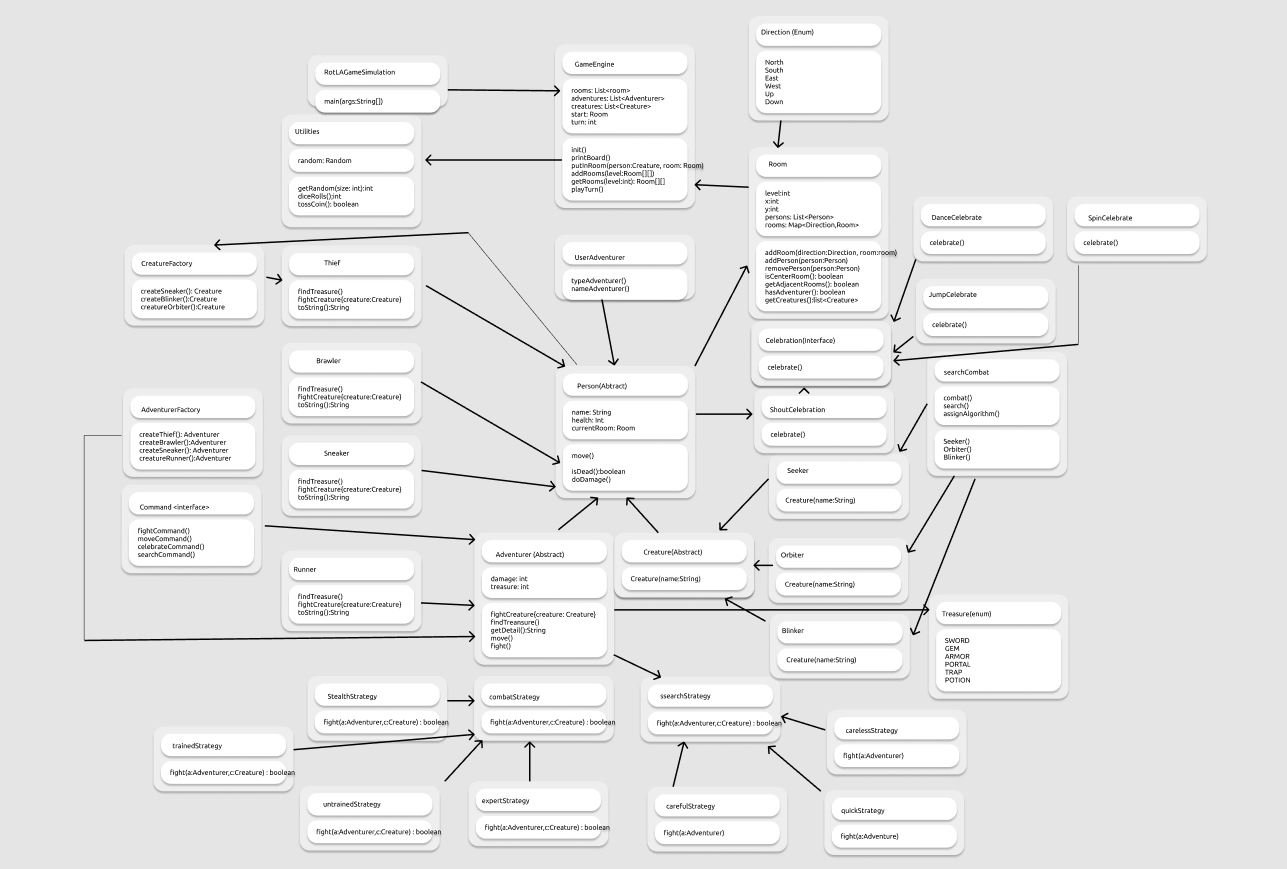 Direction (Enum)
North
South
East
West
Up
Down
RotLAGameSimulation
main(args:String[])
GameEngine
rooms: List<room>
adventures: List<Adventurer>
creatures: List<Creature>
start: Room
turn: int
init()
printBoard()
putInRoom(person:Creature, room: Room)
addRooms(level:Room[][])
getRooms(level:int): Room[][]
playTurn()
Utilities
random: Random
getRandom(size: int):int
diceRolls();int
tossCoin(): boolean
Room
level:int
x:int
y:int
persons: List<Person>
rooms: Map<Direction,Room>
addRoom(direction:Direction, room:room)
addPerson(person:Person)
removePerson(person:Person)
isCenterRoom(): boolean
getAdjacentRooms(): boolean
hasAdventurer(): boolean
getCreatures():list<Creature>
DanceCelebrate
celebrate()
SpinCelebrate
celebrate()
CreatureFactory
createSneaker(): Creature
createBlinker():Creature
creatureOrbiter():Creature
Thief
findTreasure()
fightCreature{creature:Creature)
toString():String
UserAdventurer
typeAdventurer()
nameAdventurer()
JumpCelebrate
celebrate()
Celebration(Interface)
celebrate()
Brawler
findTreasure()
fightCreature{creature:Creature)
toString():String
Person(Abtract)
name: String
health: Int
currentRoom: Room
move()
isDead():boolean
doDamage()
searchCombat
combat()
search()
assignAlgorithm()
Seeker()
Orbiter()
Blinker()
AdventurerFactory
createThief(): Adventurer
createBrawler():Adventurer
createSneaker(): Adventurer
creatureRunner():Adventurer
ShoutCelebration
celebrate()
Sneaker
findTreasure()
fightCreature{creature:Creature)
toString():String
Seeker
Creature(name:String)
Command <interface>
fightCommand()
moveCommand()
celebrateCommand()
searchCommand()
Adventurer (Abstract)
damage: int
treasure: int
fightCreature{creature: Creature)
findTreansure()
getDetail():String
move()
fight()
Creature(Abstract)
Creature(name:String)
Orbiter
Creature(name:String)
Runner
findTreasure()
fightCreature{creature:Creature)
toString():String
Treasure(enum)
SWORD
GEM
ARMOR
PORTAL
TRAP
POTION
Blinker
Creature(name:String)
StealthStrategy
fight(a:Adventurer,c:Creature) : boolean
combatStrategy
fight(a:Adventurer,c:Creature) : boolean
ssearchStrategy
fight(a:Adventurer,c:Creature) : boolean
carelessStrategy
fight(a:Adventurer)
trainedStrategy
fight(a:Adventurer,c:Creature) : boolean
untrainedStrategy
fight(a:Adventurer,c:Creature) : boolean
expertStrategy
fight(a:Adventurer,c:Creature) : boolean
carefulStrategy
fight(a:Adventurer)
quickStrategy
fight(a:Adventure)